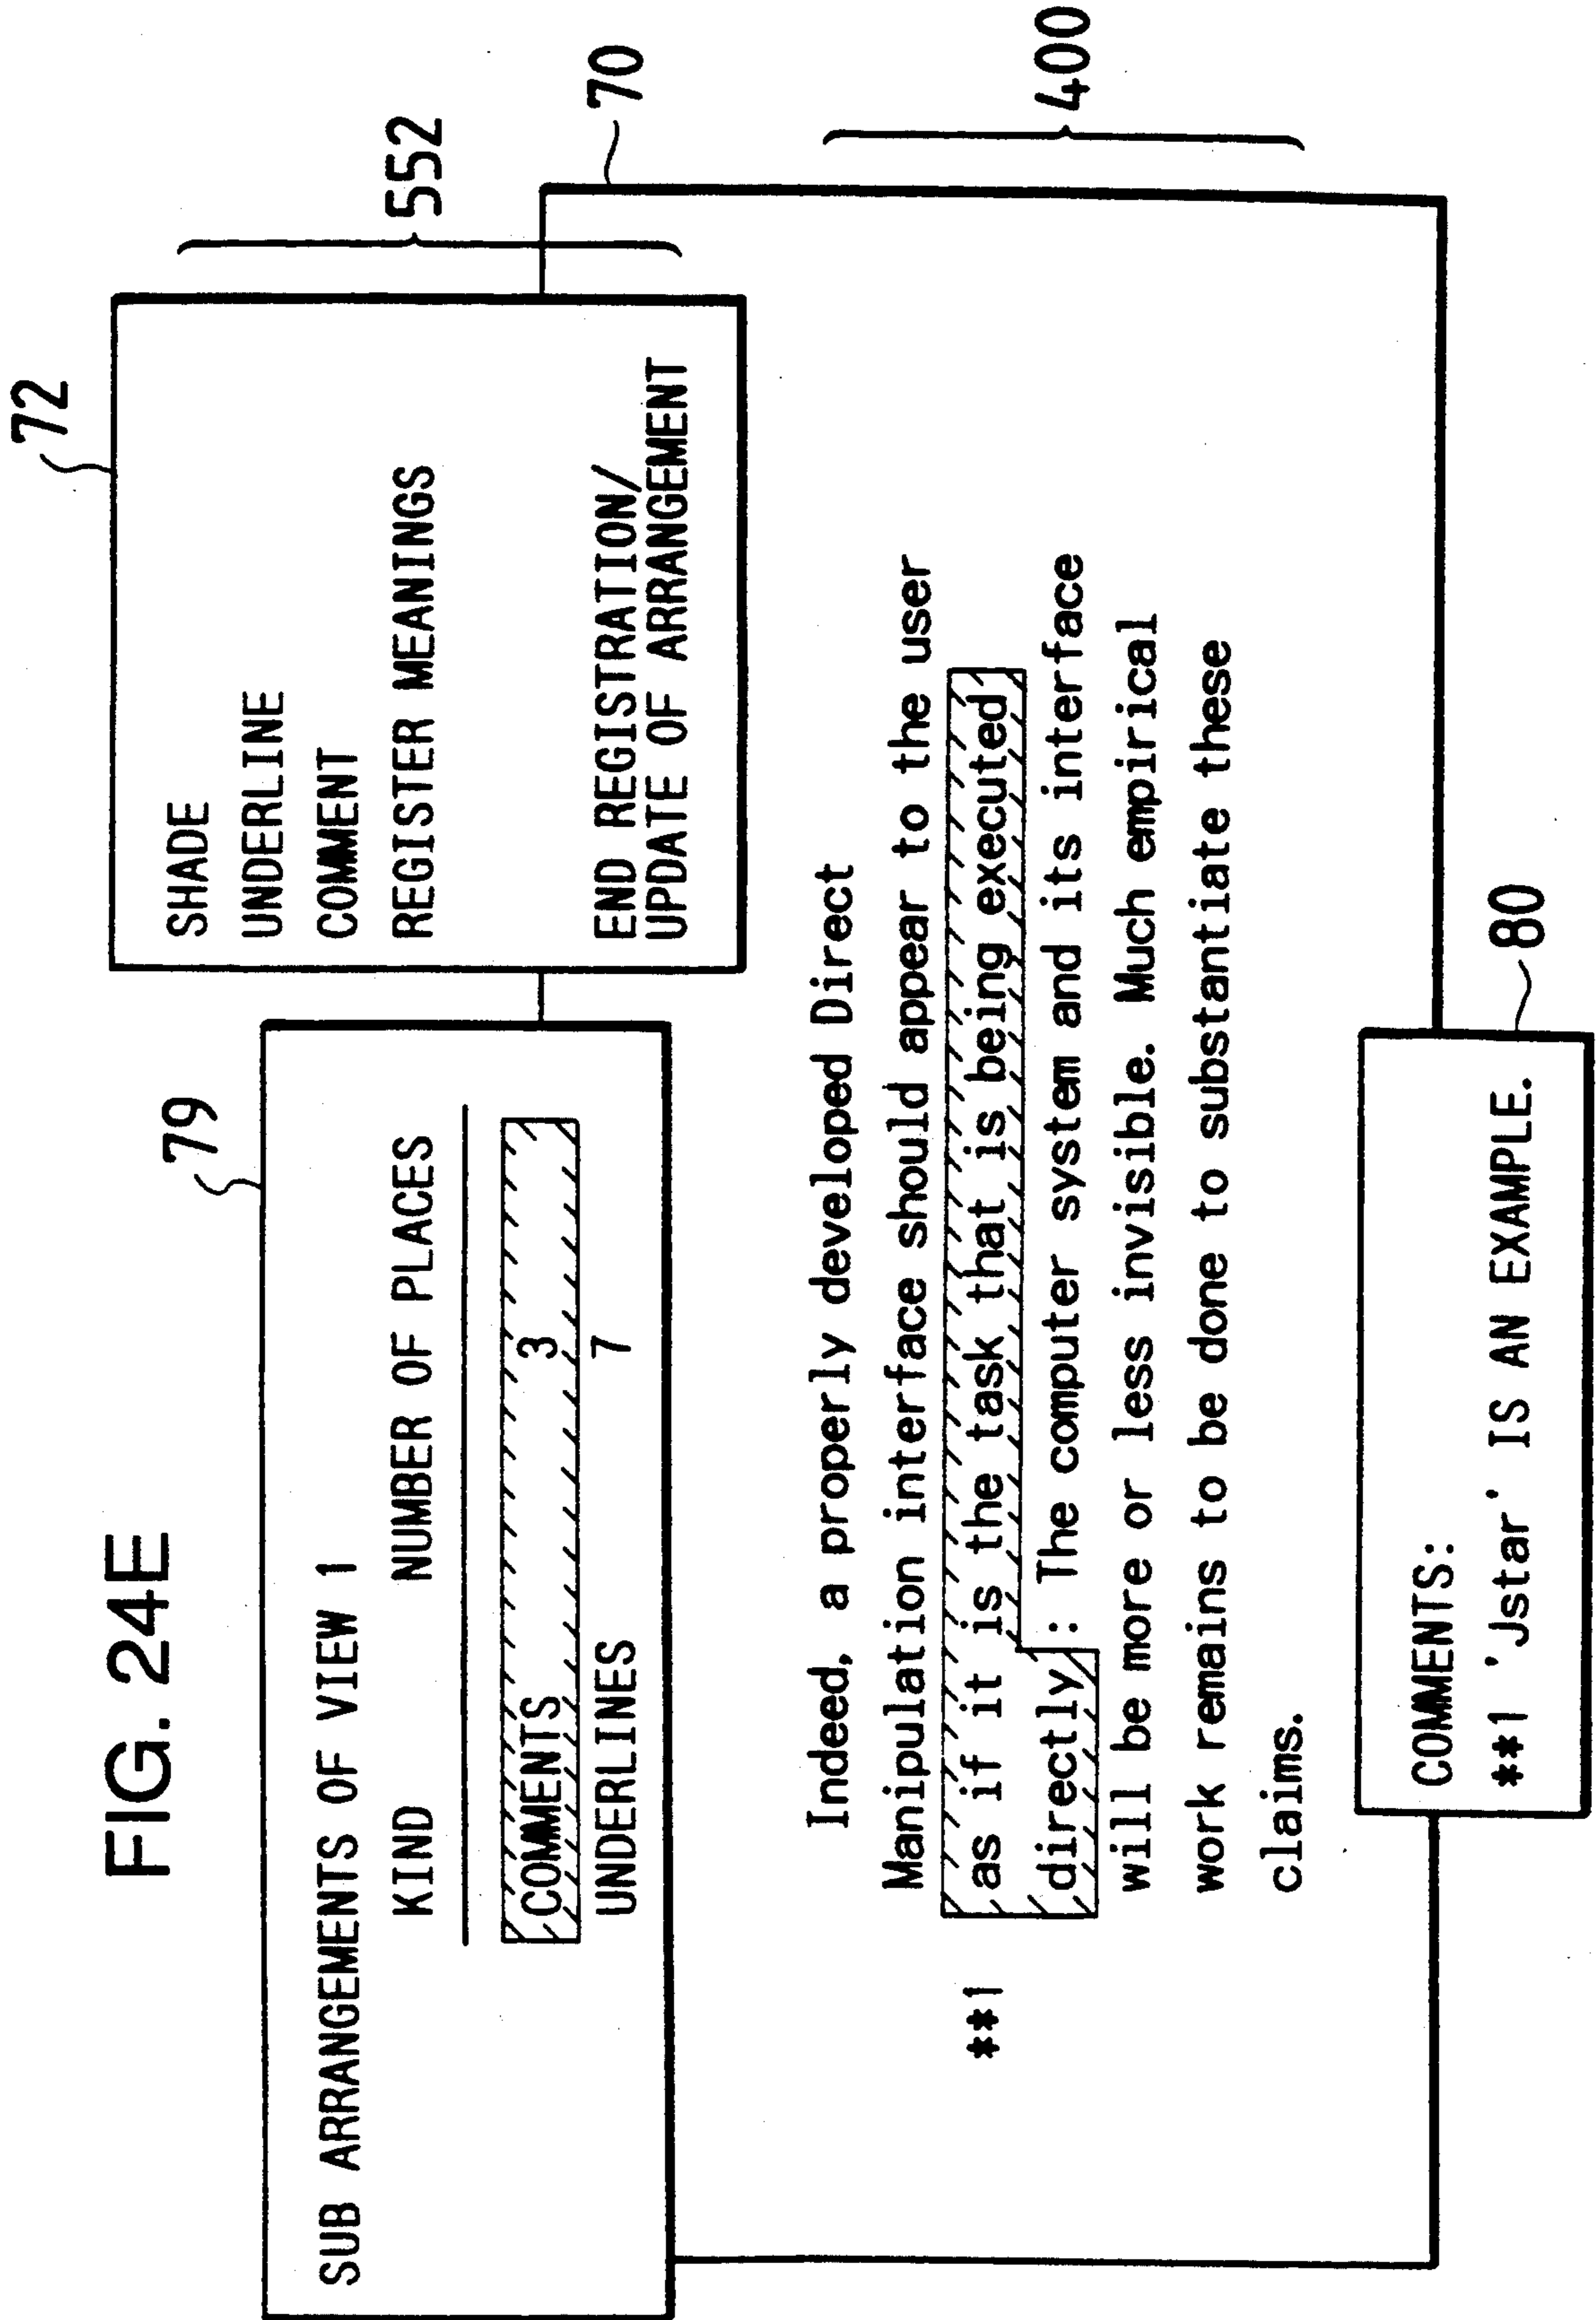 FIG. 24E
79
SUB ARRANGEMENTS OF VIEW 1
KIND NUMBER OF PLACES
COMMENTS 3
UNDERLINES 7
72
SHADE
UNDERLINE
COMMENT
REGISTER MEANINGS
END REGISTRATION/
UPDATE OF ARRANGEMENT
552
70
Indeed, a properly developed Direct
Manipulation interface should appear to the user
**1 as if it is the task that is being executed
directly : The computer system and its interface
will be more or less invisible. Much empirical
work remains to be done to substantiate these
claims.
400
COMMENTS:
**1 'Jstar' IS AN EXAMPLE.
80